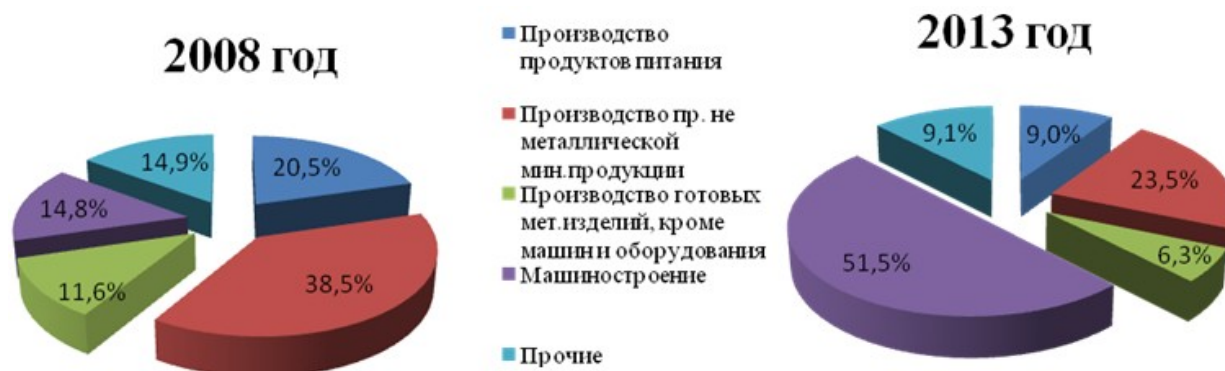 2008 год
20,5%
38,5%
11,6%
14,8%
14,9%
Производство
продуктов питания
Производство пр. не
металлической
мин.продукции
Производство готовых
мет.изделий, кроме
машин и оборудования
Машиностроение
Прочие
2013 год
9,0%
23,5%
6,3%
51,5%
9,1%